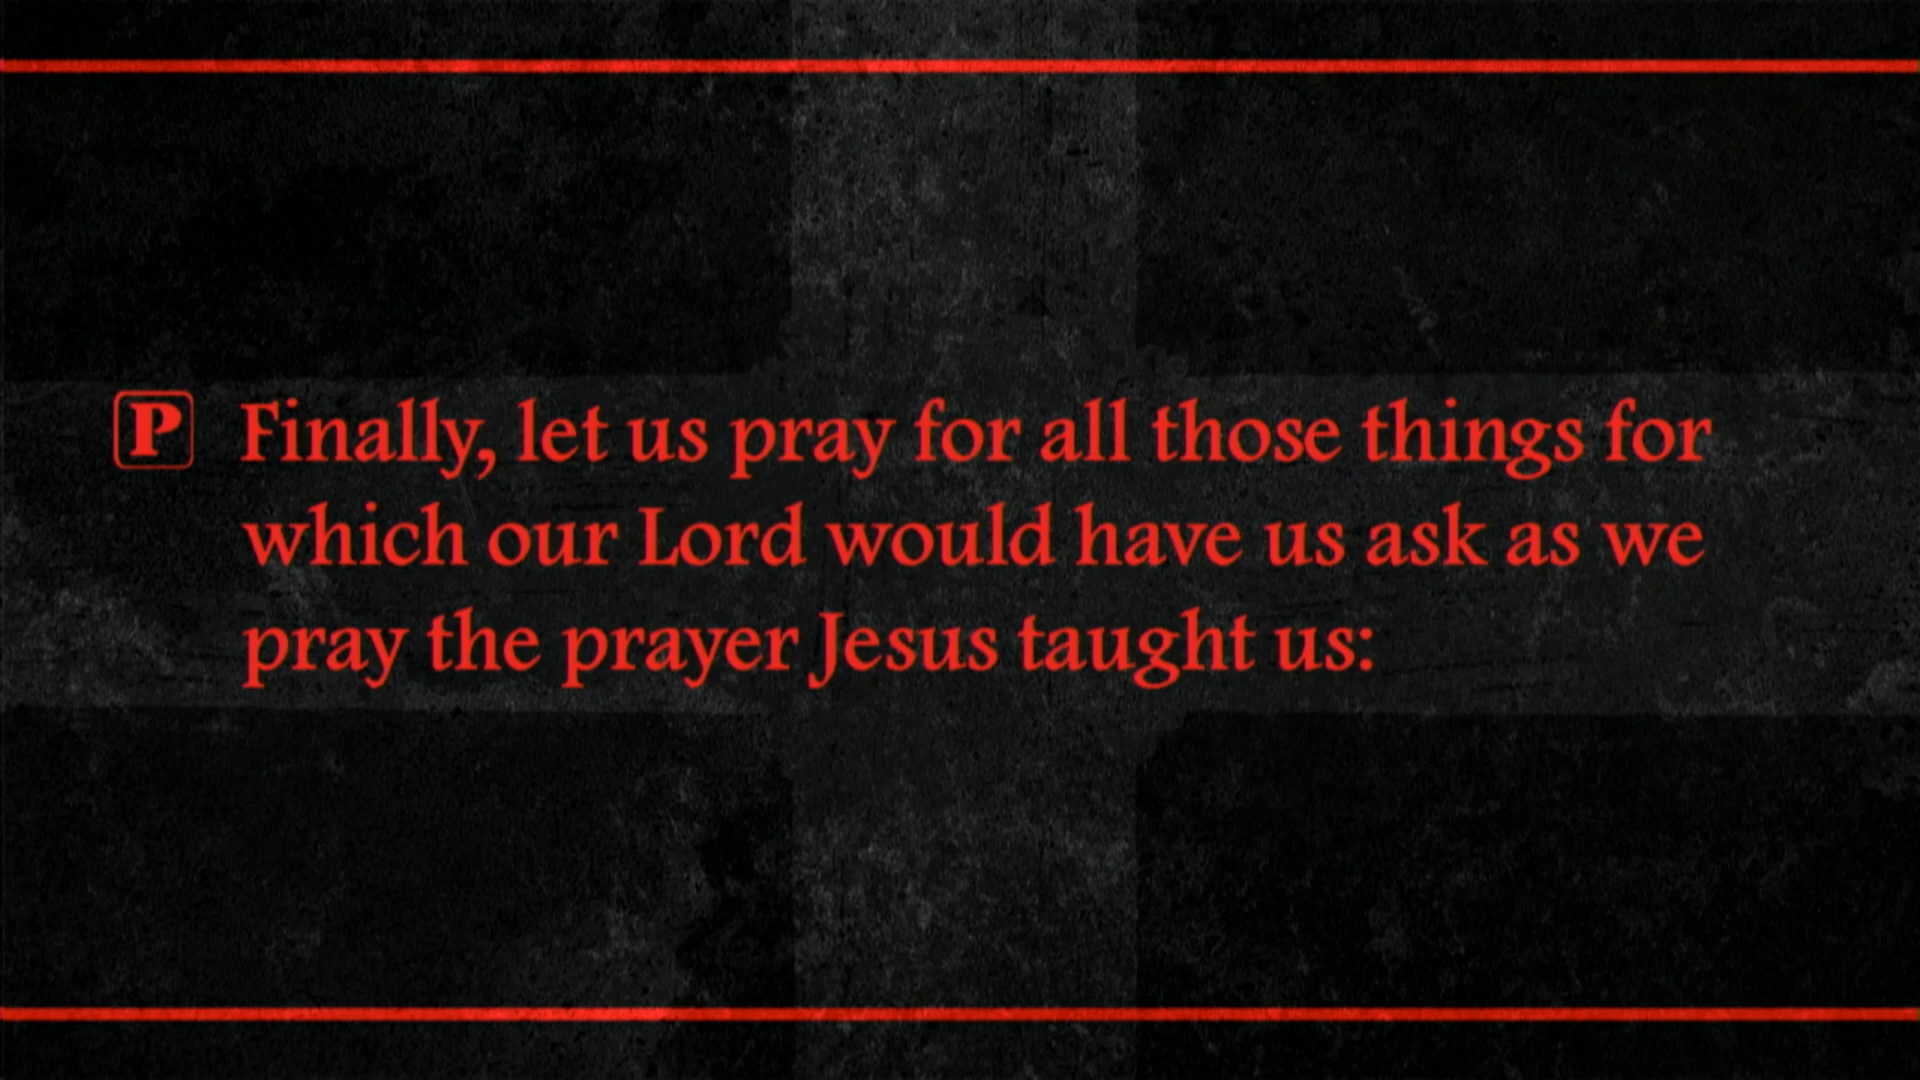 P Finally, let us pray for all those things for
which our Lord would have us ask as we
pray the prayer Jesus taught us: